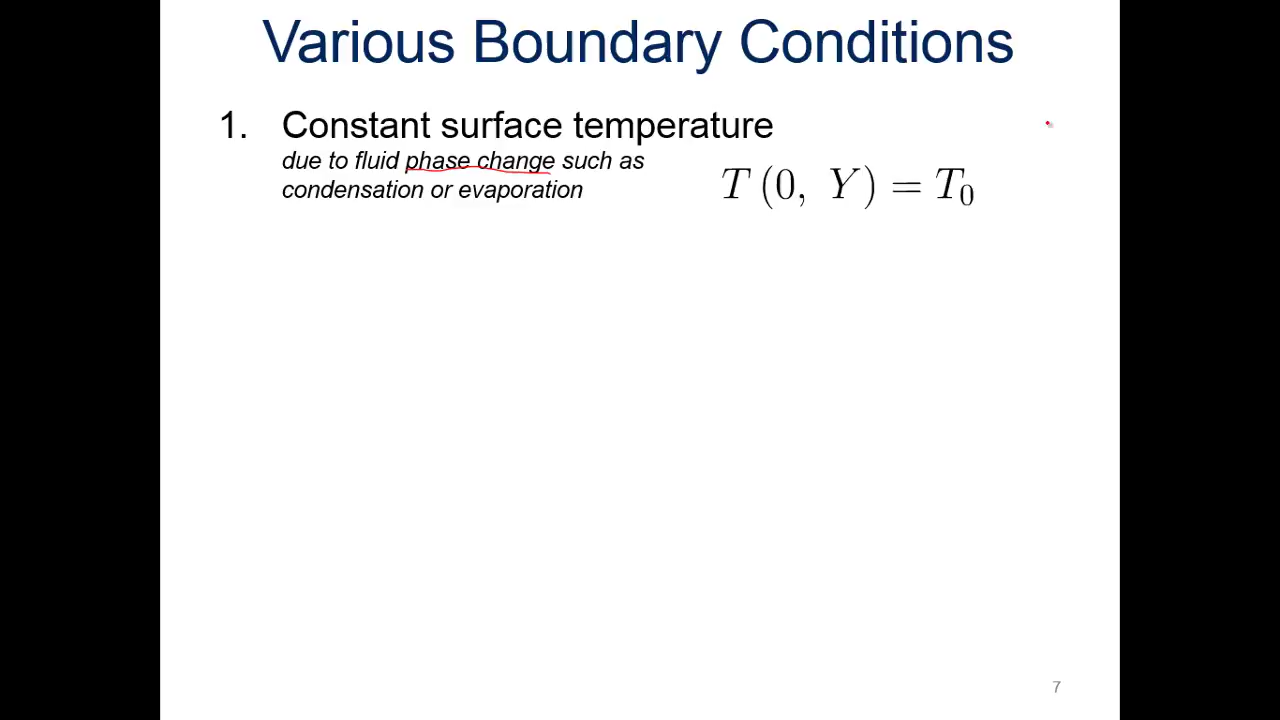 Various Boundary Conditions
1. Constant surface temperature
due to fluid phase change such as
condensation or evaporation
T (0, Y) = T₀
7